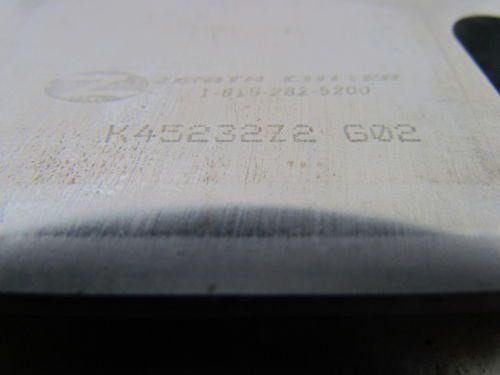 Z ZENITH CUTTER
1-815-282-5200
K4523272 G02